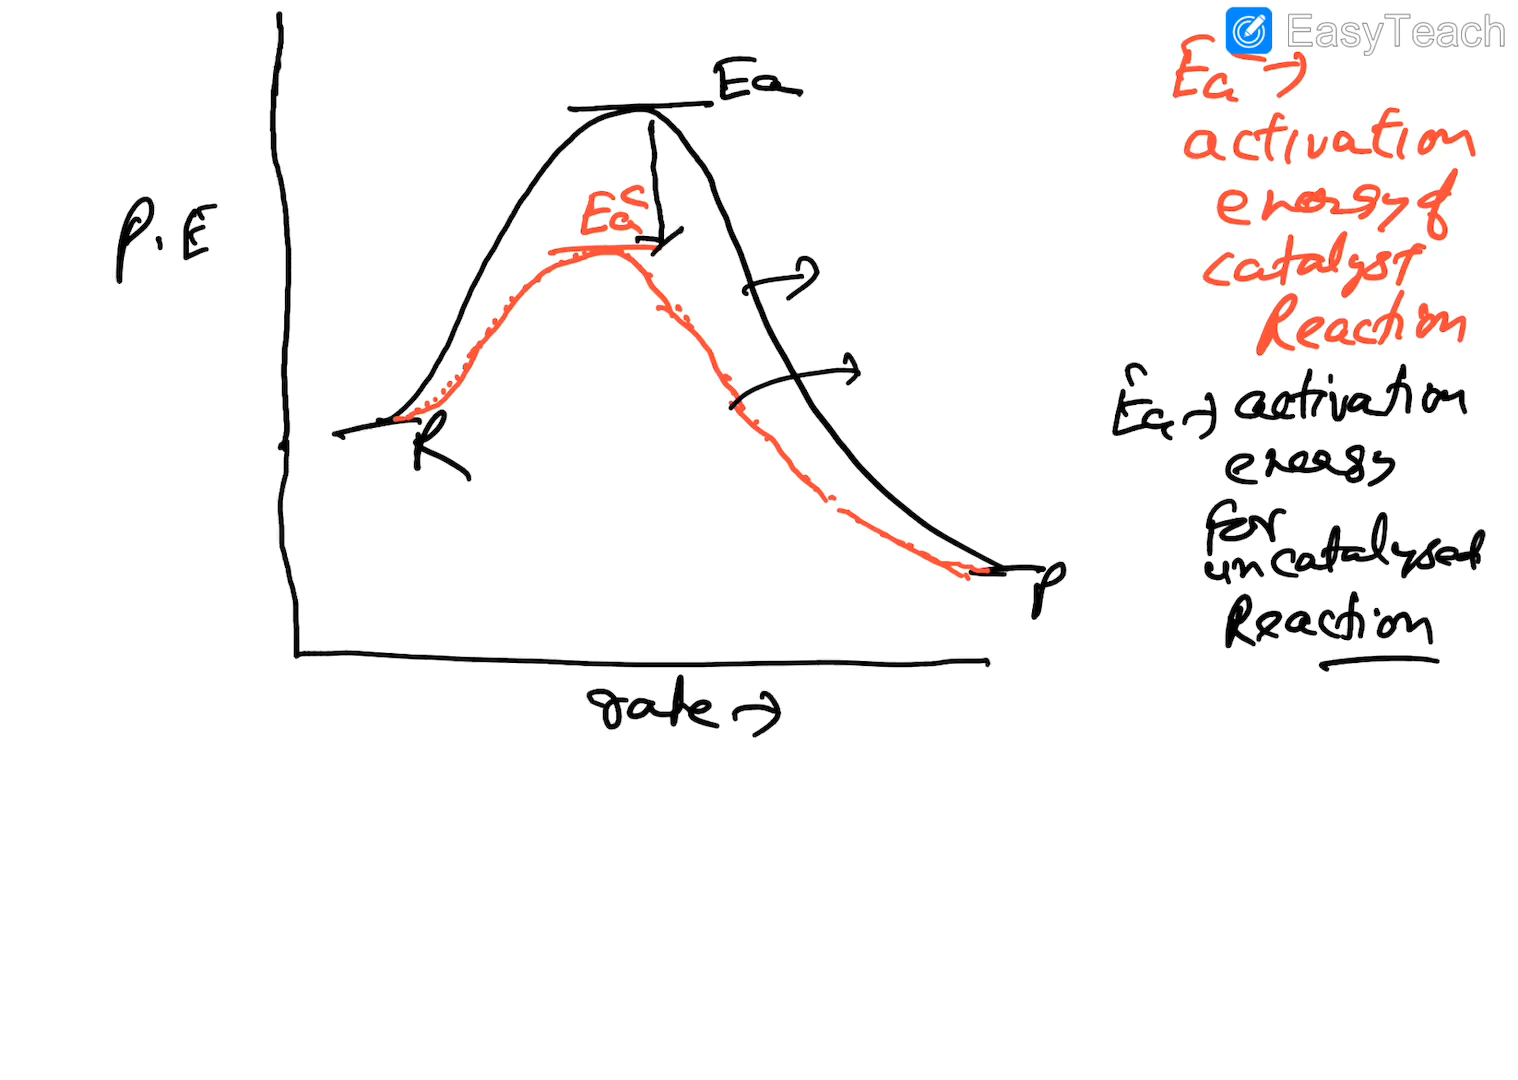 EasyTeach
Ea
P.E
Ea^c
R
P
rate →
Ea →
activation
energy of
catalyst
Reaction
Ea → activation
energy
for
uncatalysed
Reaction